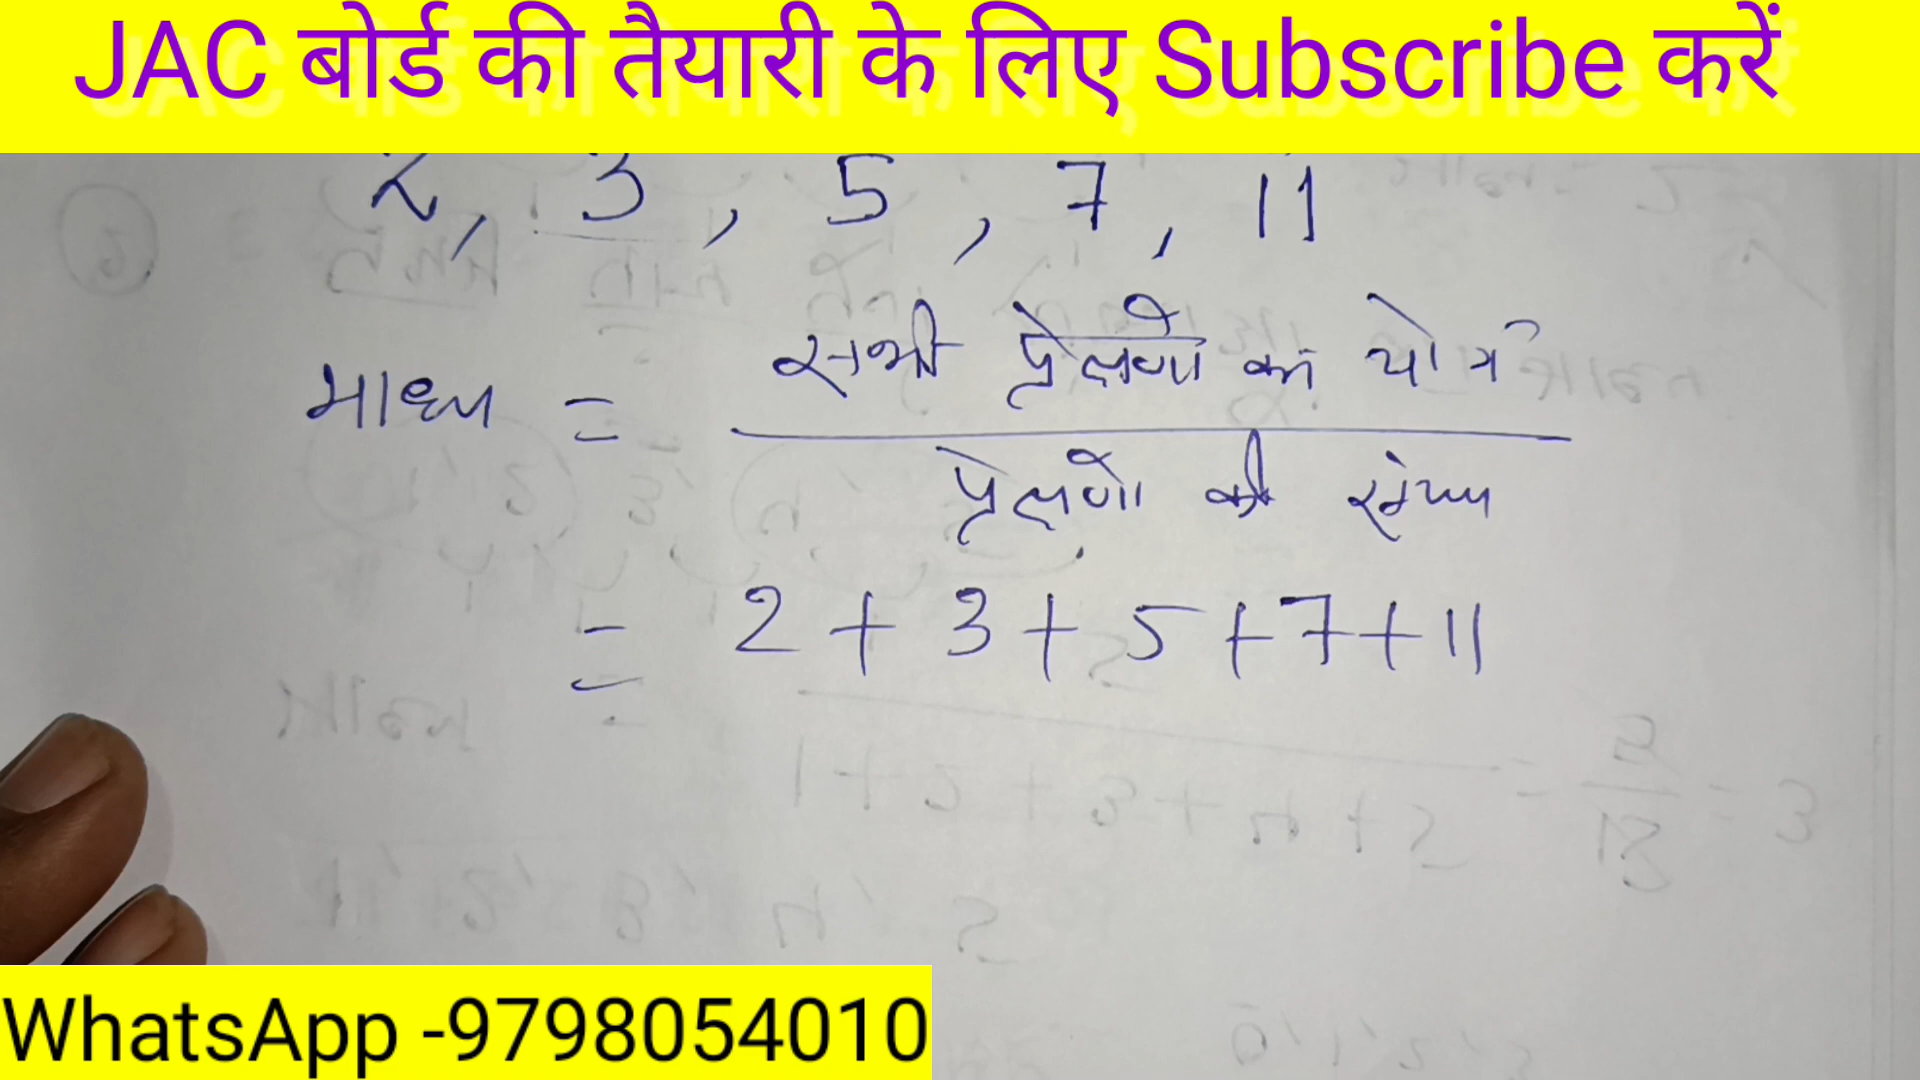 JAC बोर्ड की तैयारी के लिए Subscribe करें
2, 3, 5, 7, 11
सभी प्रेक्षणों का योग
माध्य =
प्रेक्षणों की संख्या
= 2 + 3 + 5 + 7 + 11
WhatsApp -9798054010